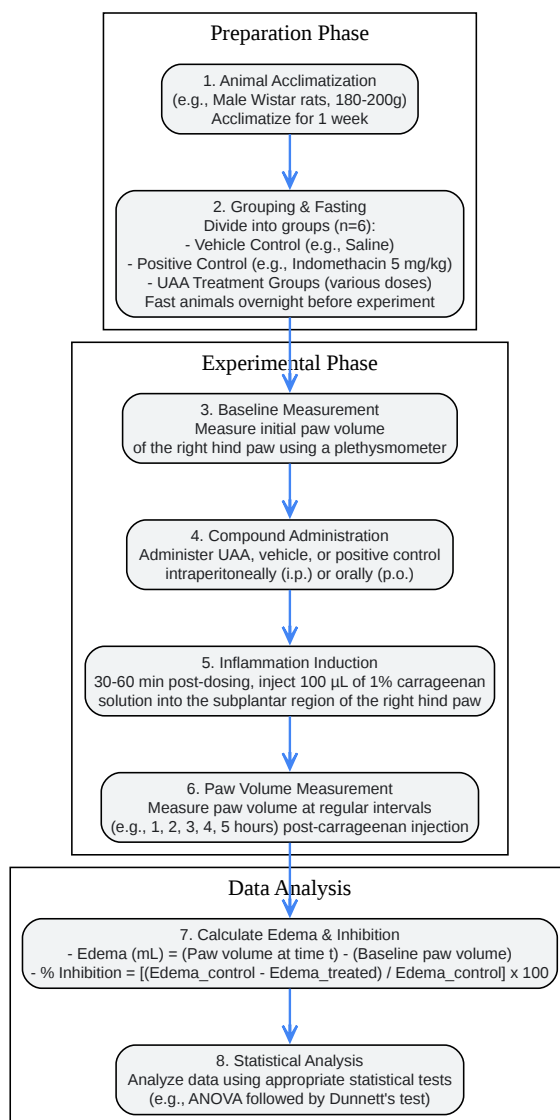 Preparation Phase
1. Animal Acclimatization
(e.g., Male Wistar rats, 180-200g)
Acclimatize for 1 week
2. Grouping & Fasting
Divide into groups (n=6):
- Vehicle Control (e.g., Saline)
- Positive Control (e.g., Indomethacin 5 mg/kg)
- UAA Treatment Groups (various doses)
Fast animals overnight before experiment
Experimental Phase
3. Baseline Measurement
Measure initial paw volume
of the right hind paw using a plethysmometer
4. Compound Administration
Administer UAA, vehicle, or positive control
intraperitoneally (i.p.) or orally (p.o.)
5. Inflammation Induction
30-60 min post-dosing, inject 100 µL of 1% carrageenan
solution into the subplantar region of the right hind paw
6. Paw Volume Measurement
Measure paw volume at regular intervals
(e.g., 1, 2, 3, 4, 5 hours) post-carrageenan injection
Data Analysis
7. Calculate Edema & Inhibition
- Edema (mL) = (Paw volume at time t) - (Baseline paw volume)
- % Inhibition = [(Edema_control - Edema_treated) / Edema_control] x 100
8. Statistical Analysis
Analyze data using appropriate statistical tests
(e.g., ANOVA followed by Dunnett's test)